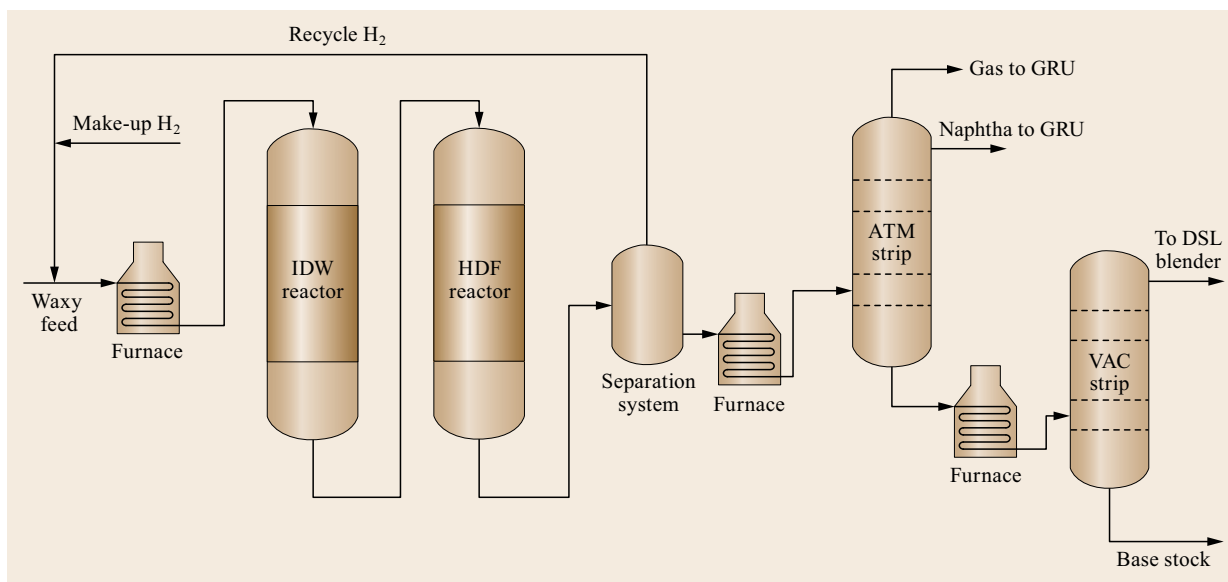 Recycle H₂
Make-up H₂
Waxy
feed
Furnace
IDW
reactor
HDF
reactor
Separation
system
Furnace
Gas to GRU
Naphtha to GRU
ATM
strip
Furnace
To DSL
blender
VAC
strip
Base stock